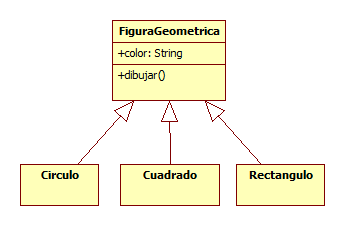 FiguraGeometrica
+color: String
+dibujar()
Circulo
Cuadrado
Rectangulo